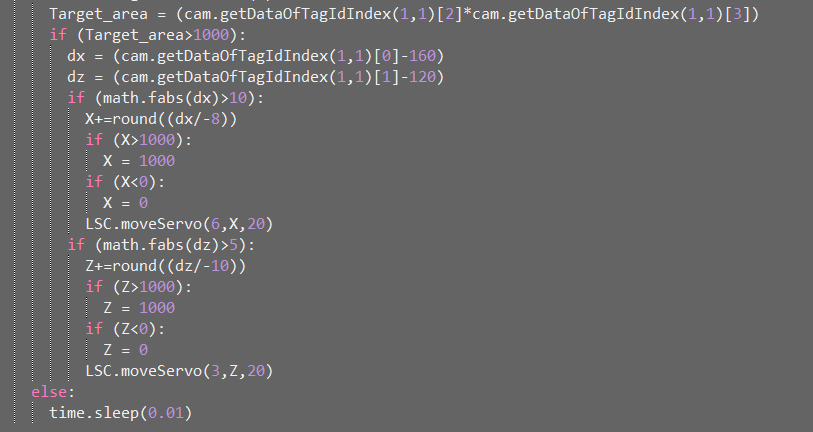 Target_area = (cam.getDataOfTagIdIndex(1,1)[2]*cam.getDataOfTagIdIndex(1,1)[3])
if (Target_area>1000):
dx = (cam.getDataOfTagIdIndex(1,1)[0]-160)
dz = (cam.getDataOfTagIdIndex(1,1)[1]-120)
if (math.fabs(dx)>10):
X+=round((dx/-8))
if (X>1000):
X = 1000
if (X<0):
X = 0
LSC.moveServo(6,X,20)
if (math.fabs(dz)>5):
Z+=round((dz/-10))
if (Z>1000):
Z = 1000
if (Z<0):
Z = 0
LSC.moveServo(3,Z,20)
else:
time.sleep(0.01)